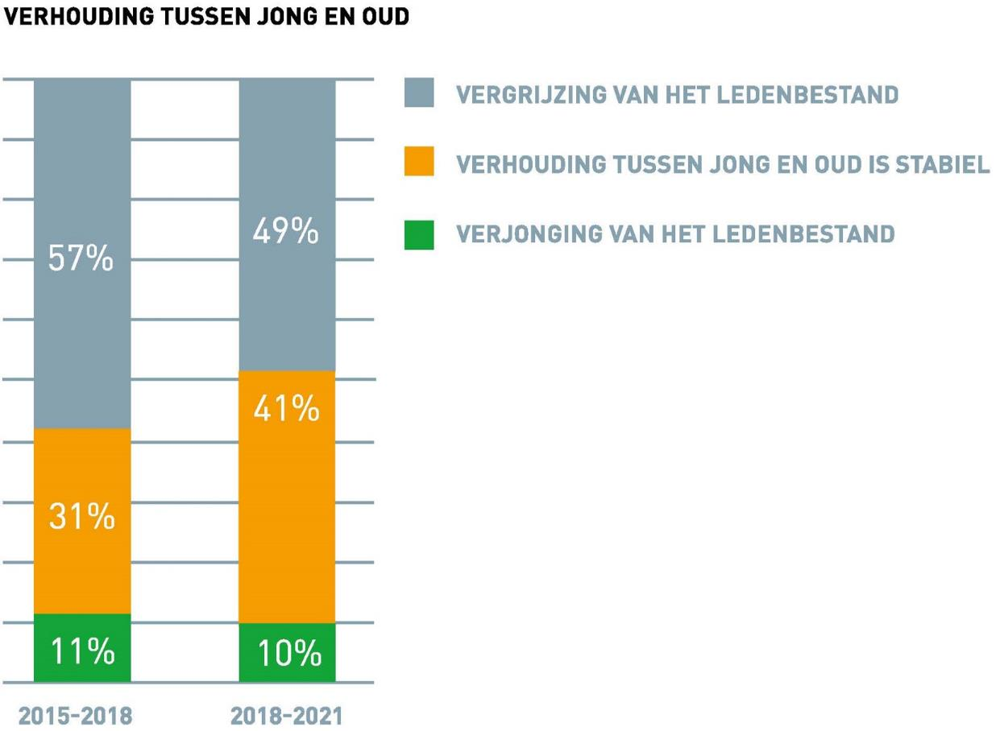 VERHOUDING TUSSEN JONG EN OUD
VERGRIJZING VAN HET LEDENBESTAND
VERHOUDING TUSSEN JONG EN OUD IS STABIEL
VERJONGING VAN HET LEDENBESTAND
57%
49%
31%
41%
11%
10%
2015-2018
2018-2021